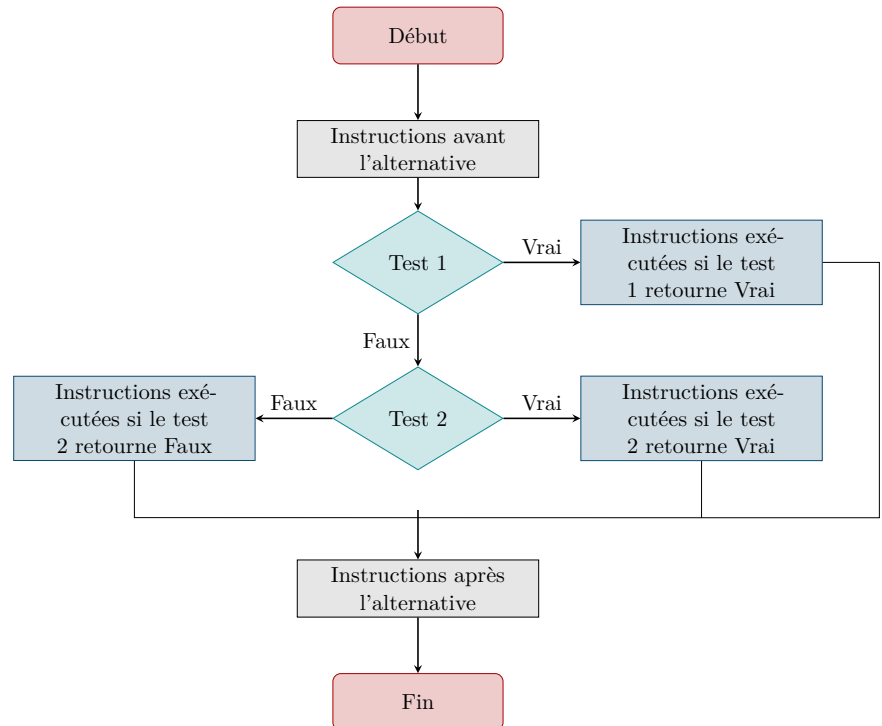 Début
Instructions avant
l'alternative
Test 1
Vrai
Instructions exé-
cutées si le test
1 retourne Vrai
Faux
Instructions exé-
cutées si le test
2 retourne Faux
Faux
Test 2
Vrai
Instructions exé-
cutées si le test
2 retourne Vrai
Instructions après
l'alternative
Fin